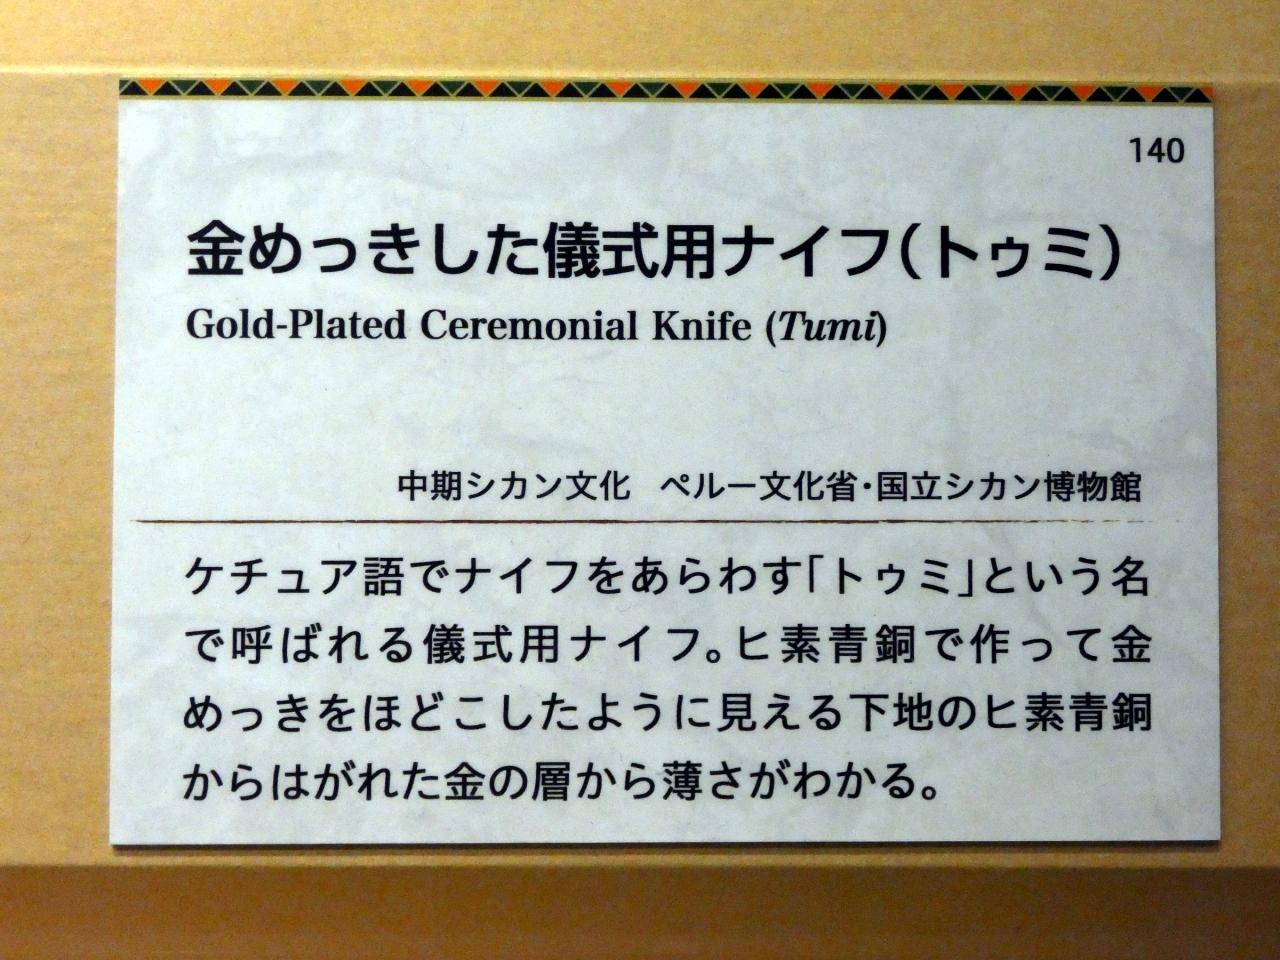 140
金めっきした儀式用ナイフ(トゥミ)
Gold-Plated Ceremonial Knife (Tumi)
中期シカン文化 ペルー文化省・国立シカン博物館
ケチュア語でナイフをあらわす「トゥミ」という名
で呼ばれる儀式用ナイフ。ヒ素青銅で作って金
めっきをほどこしたように見える下地のヒ素青銅
からはがれた金の層から薄さがわかる。